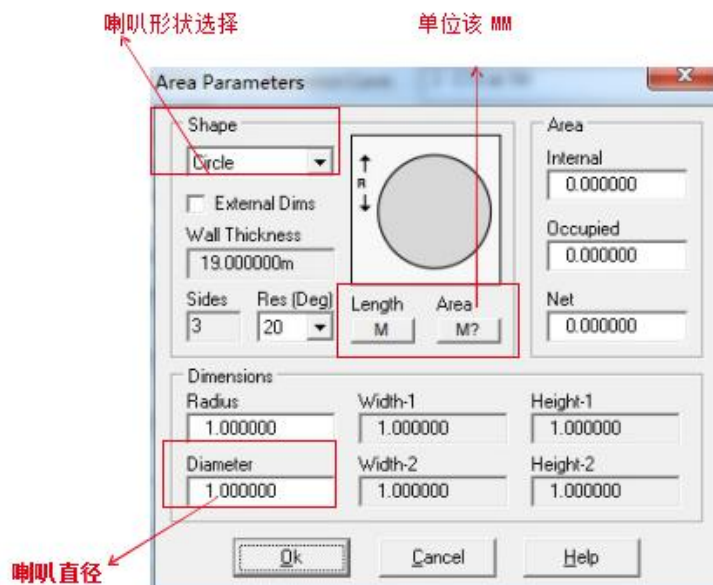 喇叭形状选择
单位该 MM
Area Parameters
Shape
Circle
External Dims
Wall Thickness
19.000000m
Sides
Res (Deg)
3
20
R
Length
Area
M
M?
Area
Internal
0.000000
Occupied
0.000000
Net
0.000000
Dimensions
Radius
Width-1
Height-1
1.000000
1.000000
1.000000
Diameter
Width-2
Height-2
1.000000
1.000000
1.000000
Ok
Cancel
Help
喇叭直径